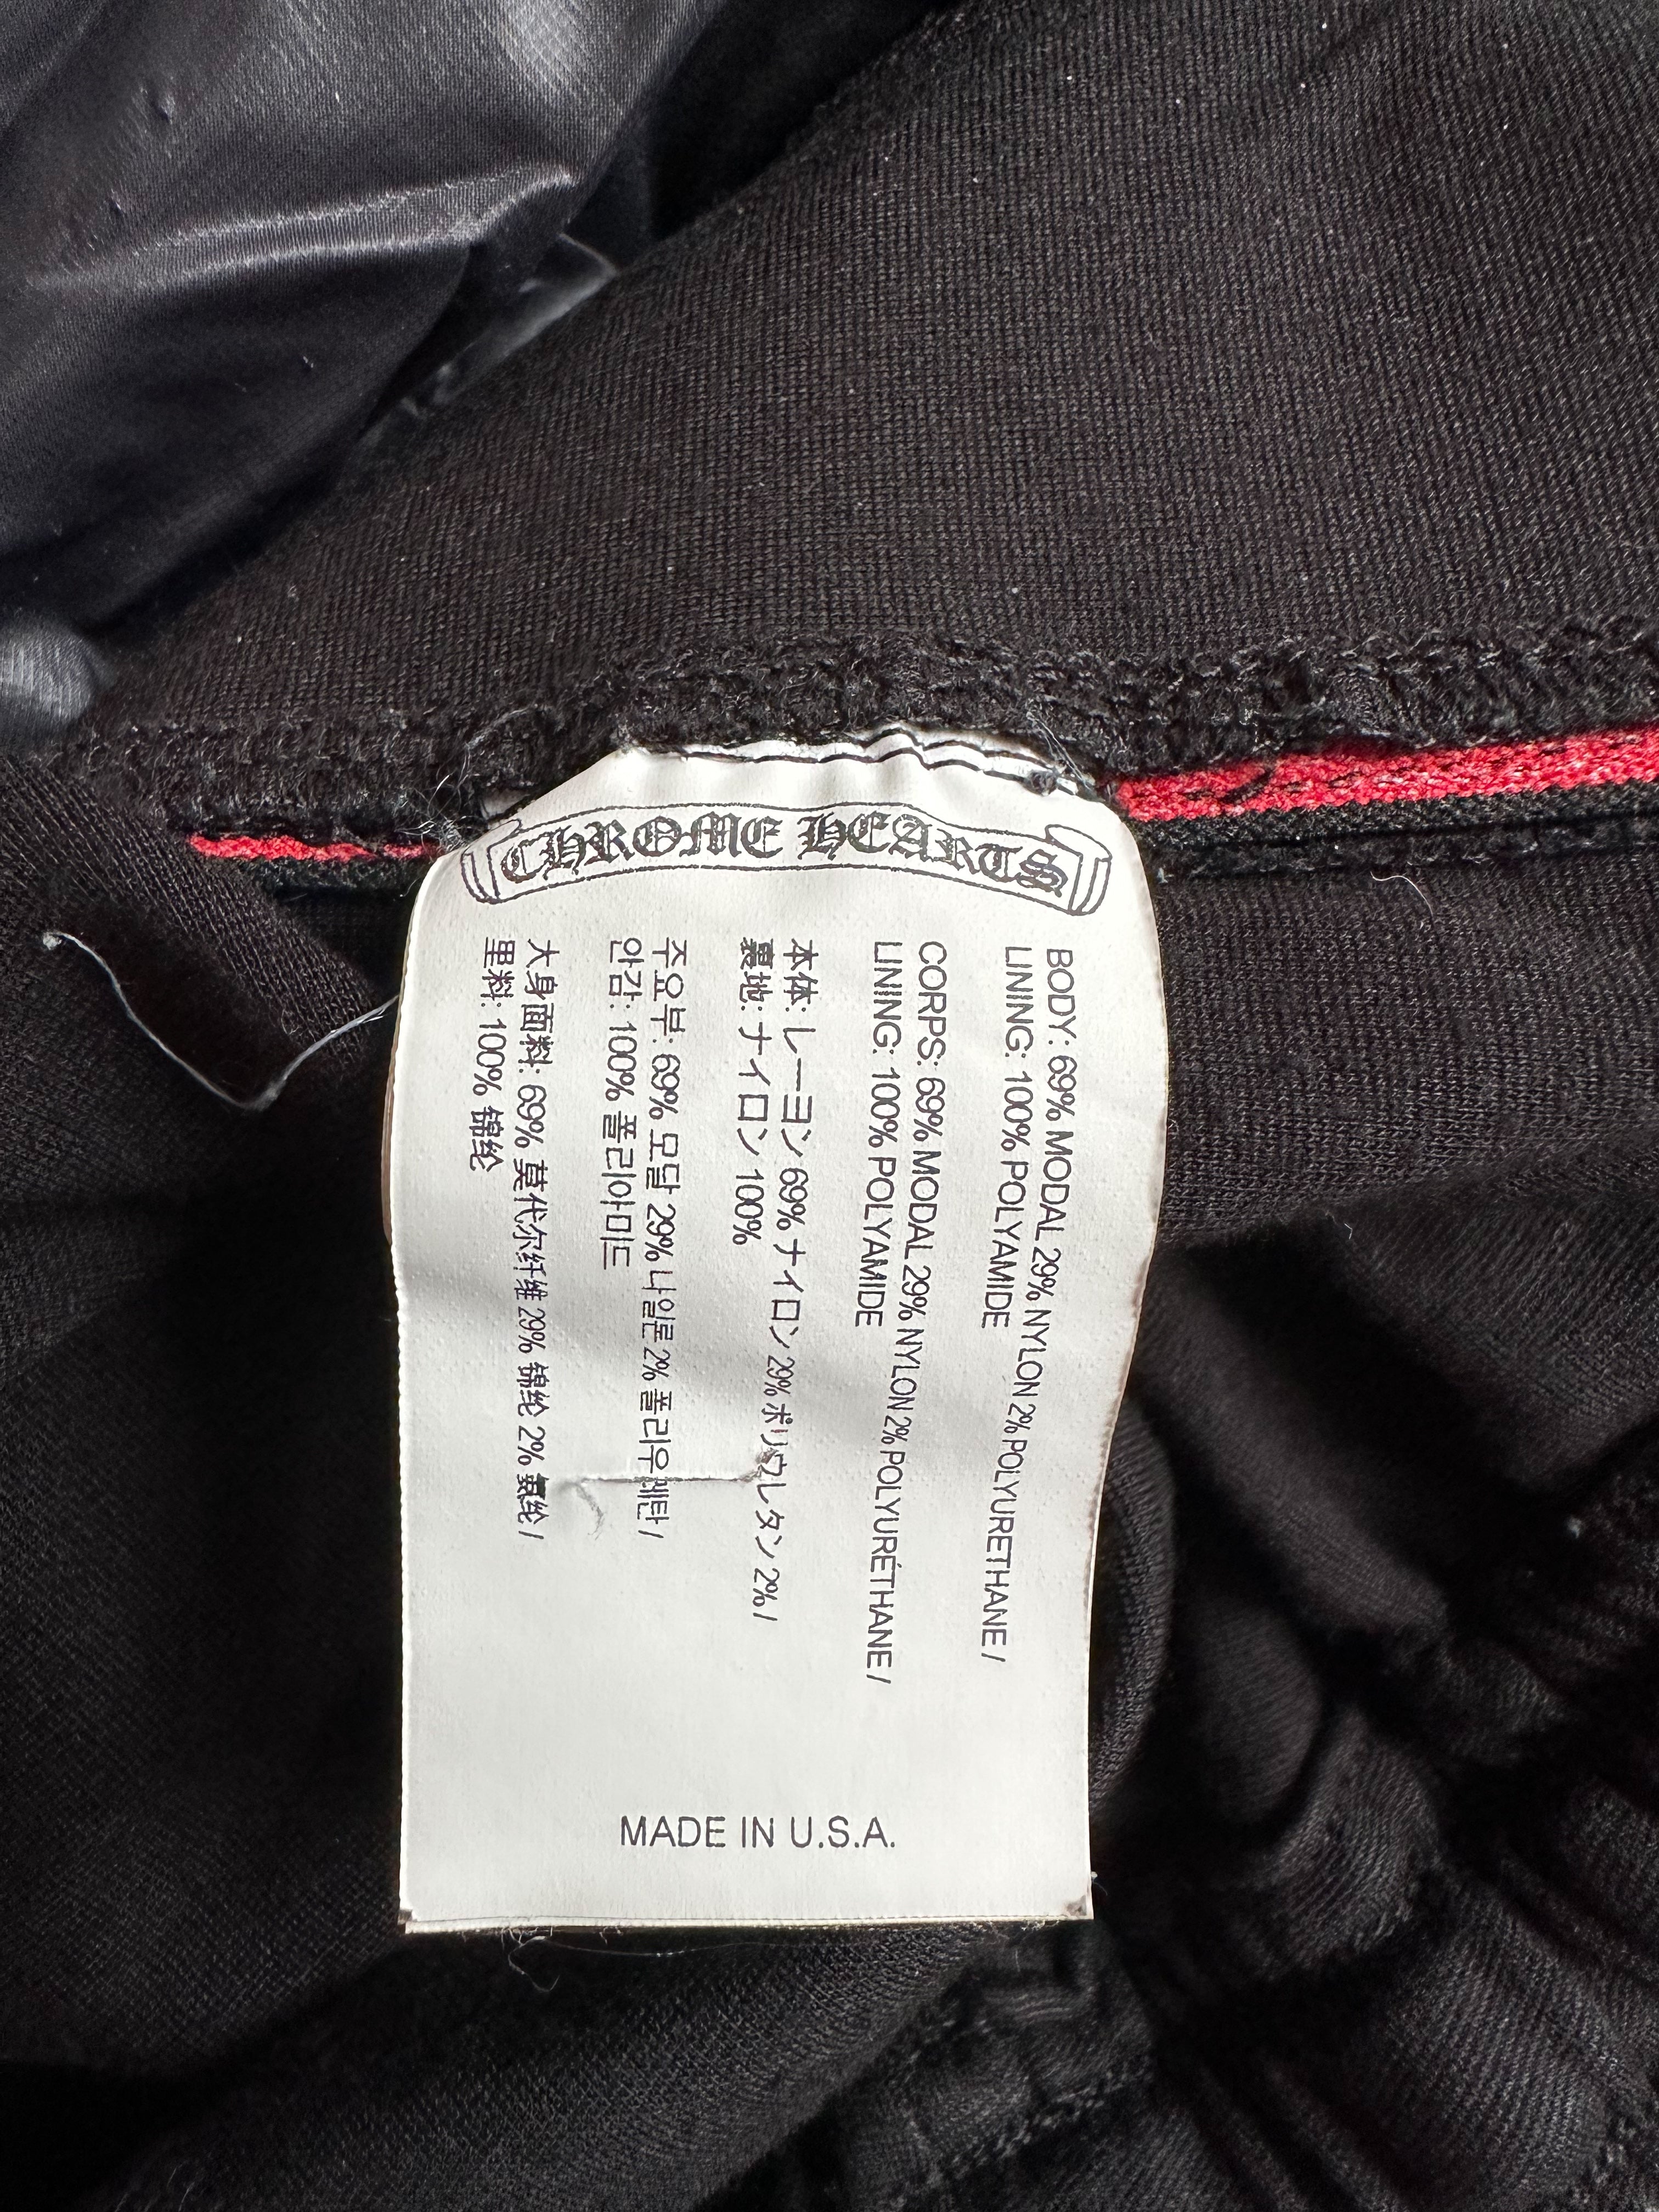 CHROME HEARTS
BODY: 69% MODAL 29% NYLON 2% POLYURETHANE /
LINING: 100% POLYAMIDE
CORPS: 69% MODAL 29% NYLON 2% POLYURÉTHANE /
LINING: 100% POLYAMIDE
本体: レーヨン 69% ナイロン 29% ポリウレタン 2% /
裏地: ナイロン 100%
주요부: 69% 모달 29% 나일론 2% 폴리우레탄 /
안감: 100% 폴리아미드
大身面料: 69% 莫代尔纤维 29% 锦纶 2% 氨纶 /
里料: 100% 锦纶
MADE IN U.S.A.